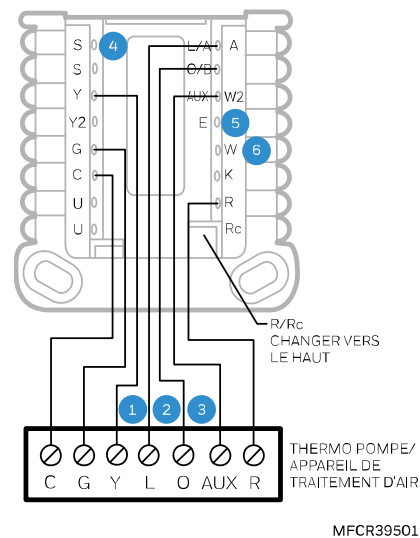 S 4 L/A A
S O/B
Y AUX W2
Y2 E 5
G W 6
C K
U R
U Rc
R/Rc
CHANGER VERS
LE HAUT
1 2 3
C G Y L O AUX R
THERMO POMPE/
APPAREIL DE
TRAITEMENT D'AIR
MFCR39501